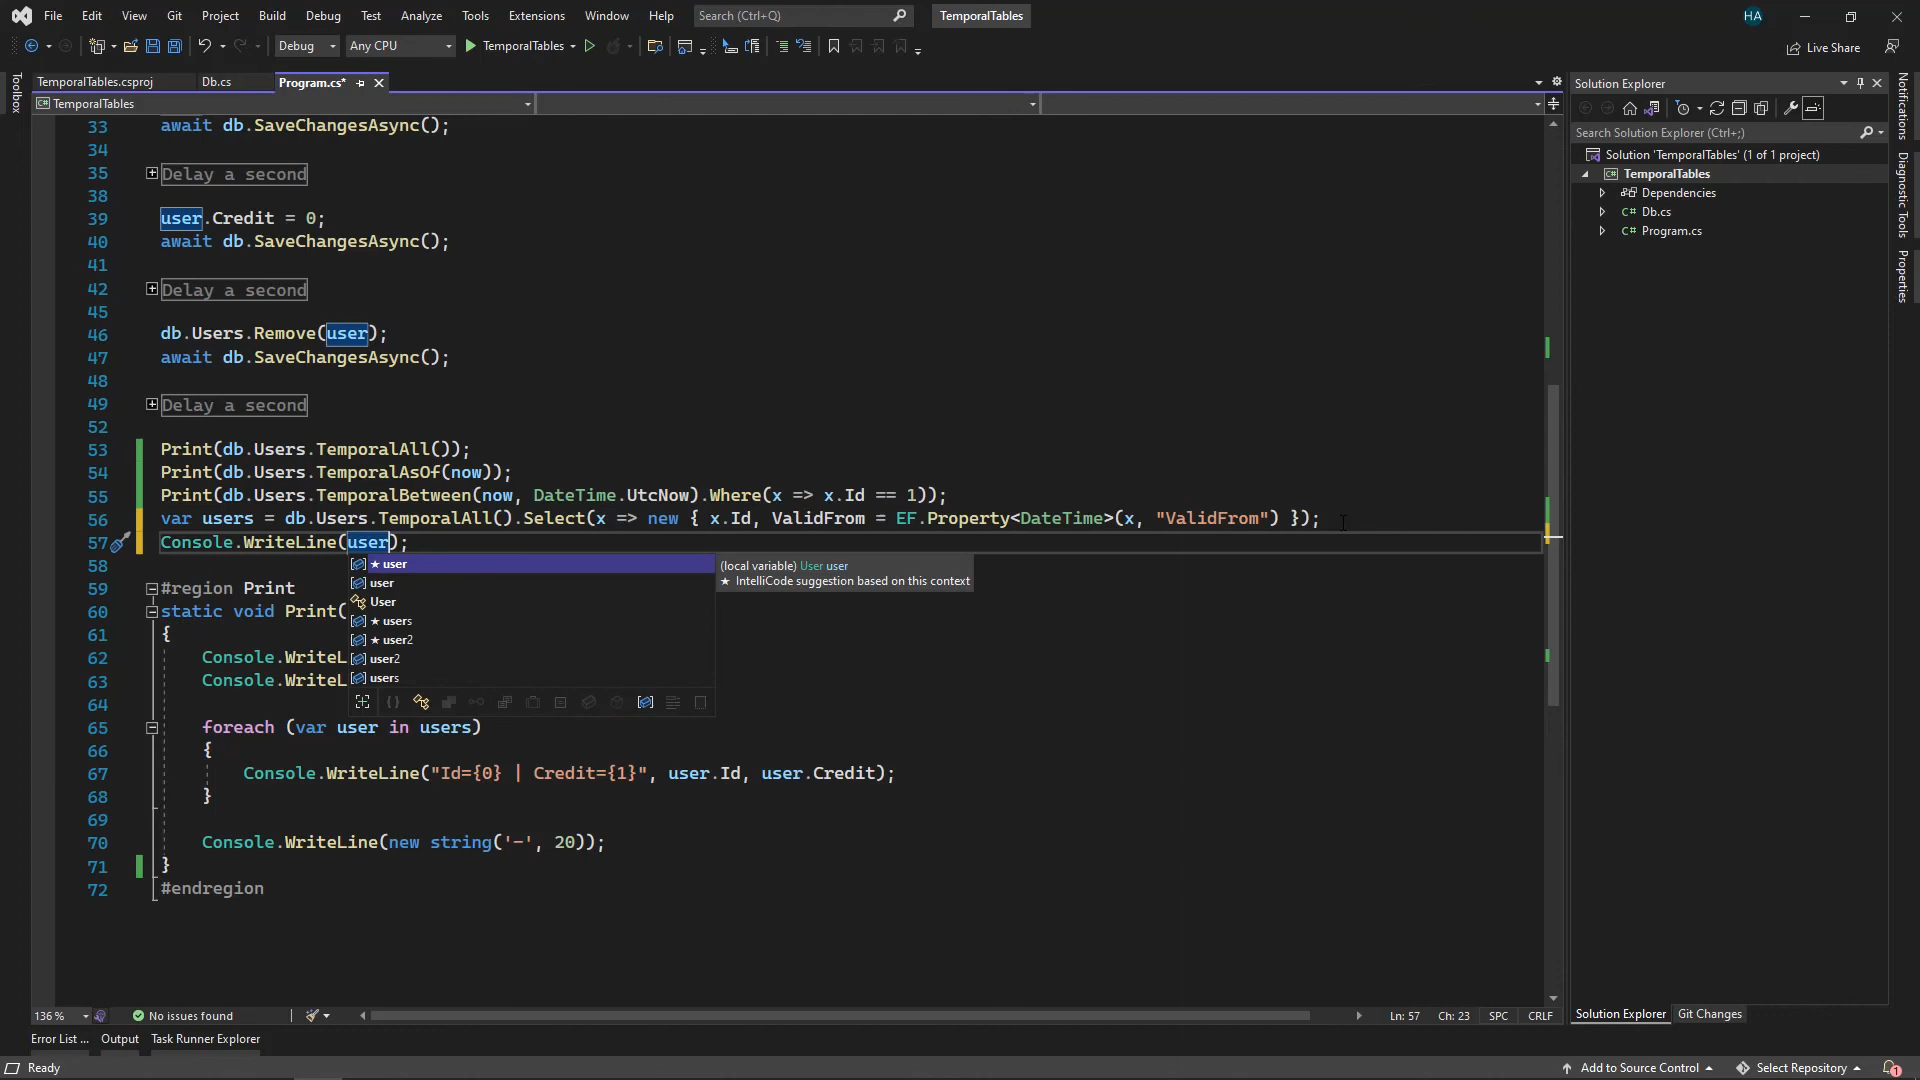 File Edit View Git Project Build Debug Test Analyze Tools Extensions Window Help Search (Ctrl+Q) TemporalTables HA
Debug Any CPU TemporalTables Live Share
TemporalTables.csproj Db.cs Program.cs*
TemporalTables
Toolbox
33 await db.SaveChangesAsync();
34
35 Delay a second
38
39 user.Credit = 0;
40 await db.SaveChangesAsync();
41
42 Delay a second
45
46 db.Users.Remove(user);
47 await db.SaveChangesAsync();
48
49 Delay a second
52
53 Print(db.Users.TemporalAll());
54 Print(db.Users.TemporalAsOf(now));
55 Print(db.Users.TemporalBetween(now, DateTime.UtcNow).Where(x => x.Id == 1));
56 var users = db.Users.TemporalAll().Select(x => new { x.Id, ValidFrom = EF.Property<DateTime>(x, "ValidFrom") });
57 Console.WriteLine(user);
58
59 #region Print
60 static void Print(
61 {
62 Console.WriteL
63 Console.WriteL
64
65 foreach (var user in users)
66 {
67 Console.WriteLine("Id={0} | Credit={1}", user.Id, user.Credit);
68 }
69
70 Console.WriteLine(new string('-', 20));
71 }
72 #endregion
★ user
user
User
★ users
★ user2
user2
users
(local variable) User user
★ IntelliCode suggestion based on this context
136 % No issues found Ln: 57 Ch: 23 SPC CRLF
Error List ... Output Task Runner Explorer
Ready Add to Source Control Select Repository 1
Solution Explorer
Search Solution Explorer (Ctrl+;)
Solution 'TemporalTables' (1 of 1 project)
TemporalTables
Dependencies
C# Db.cs
C# Program.cs
Solution Explorer Git Changes
Notifications
Diagnostic Tools
Properties